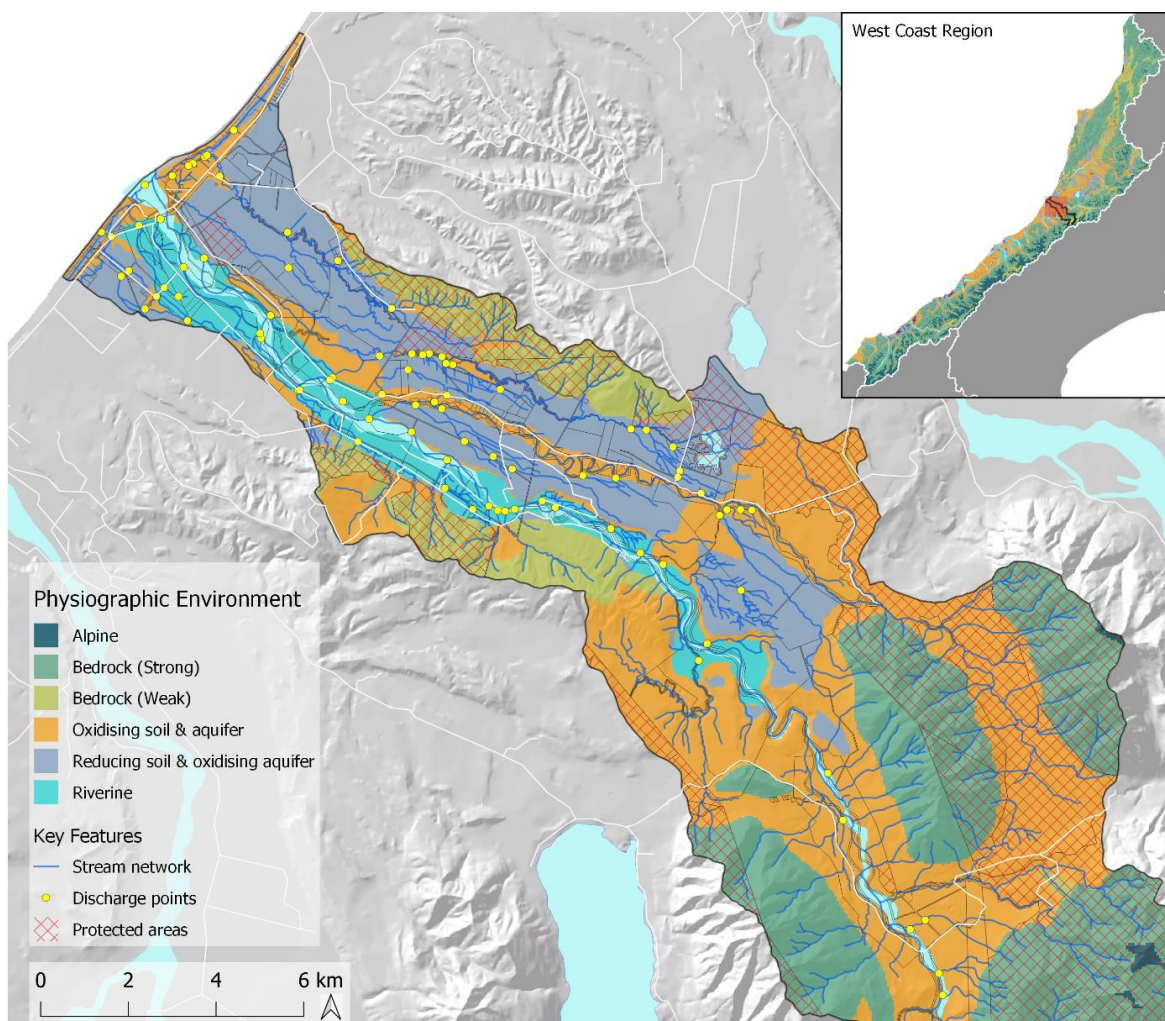 West Coast Region
Physiographic Environment
Alpine
Bedrock (Strong)
Bedrock (Weak)
Oxidising soil & aquifer
Reducing soil & oxidising aquifer
Riverine
Key Features
Stream network
Discharge points
Protected areas
0 2 4 6 km